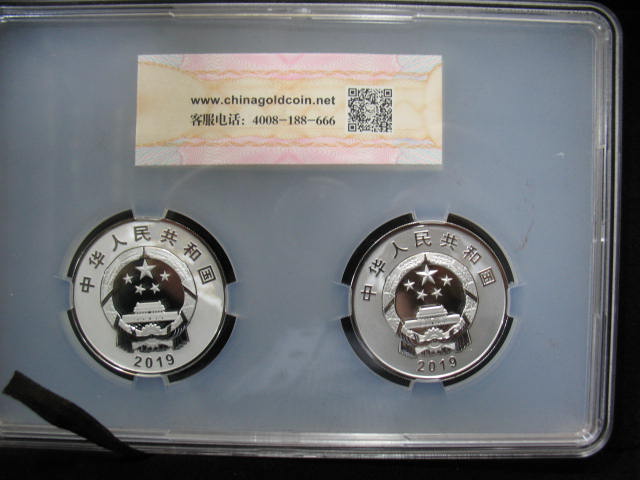 www.chinagoldcoin.net
客服电话：4008-188-666
中华人民共和国
2019
中华人民共和国
2019